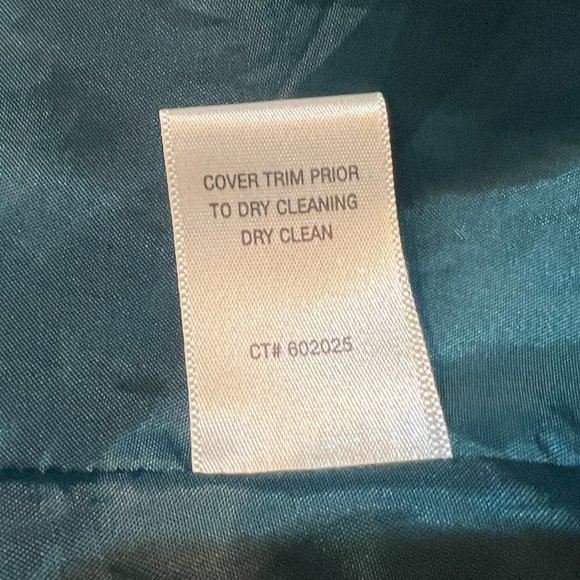 COVER TRIM PRIOR
TO DRY CLEANING
DRY CLEAN
CT# 602025